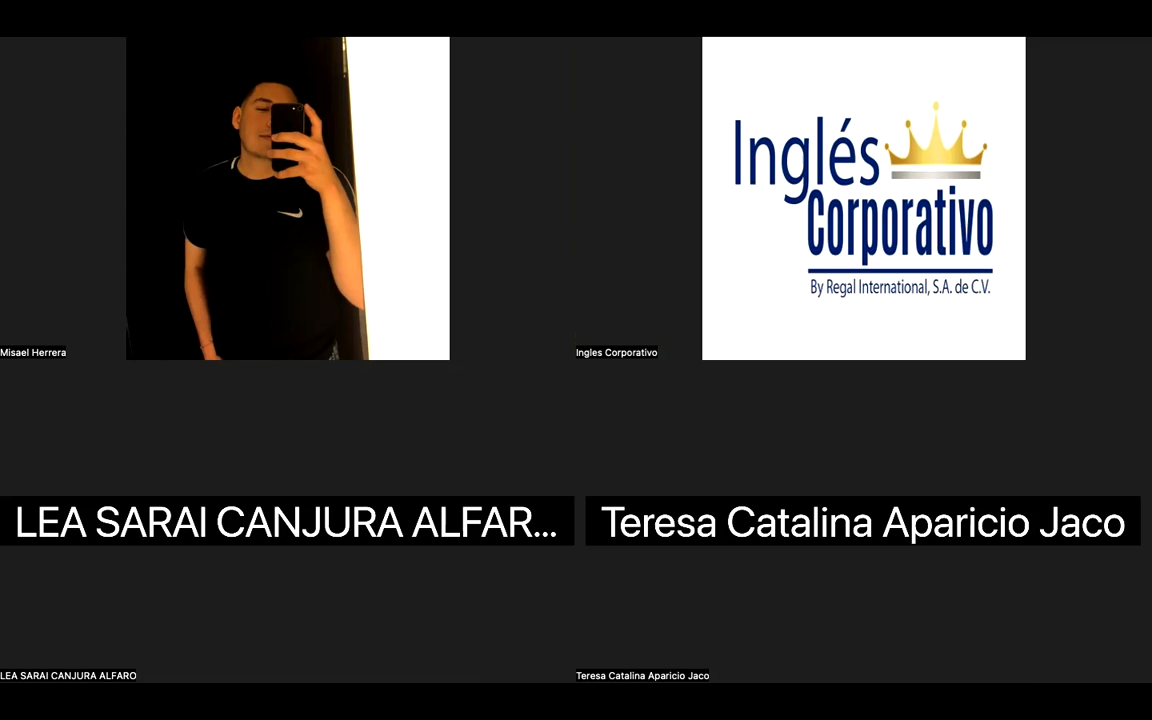 Inglés
Corporativo
By Regal International, S.A. de C.V.
Misael Herrera
Ingles Corporativo
LEA SARAI CANJURA ALFAR...
Teresa Catalina Aparicio Jaco
LEA SARAI CANJURA ALFARO
Teresa Catalina Aparicio Jaco